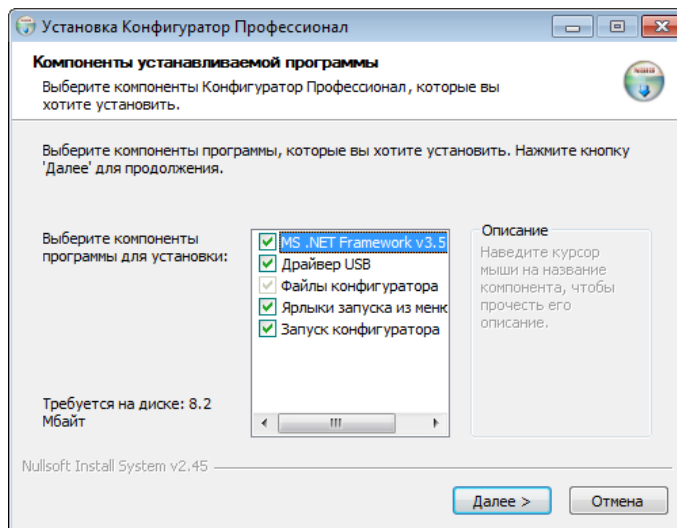 Установка Конфигуратор Профессионал
Компоненты устанавливаемой программы
Выберите компоненты Конфигуратор Профессионал, которые вы
хотите установить.
Выберите компоненты программы, которые вы хотите установить. Нажмите кнопку
'Далее' для продолжения.
Выберите компоненты
программы для установки:
MS .NET Framework v3.5
Драйвер USB
Файлы конфигуратора
Ярлыки запуска из меню
Запуск конфигуратора
Описание
Наведите курсор
мыши на название
компонента, чтобы
прочесть его
описание.
Требуется на диске: 8.2
Мбайт
Nullsoft Install System v2.45
Далее >
Отмена